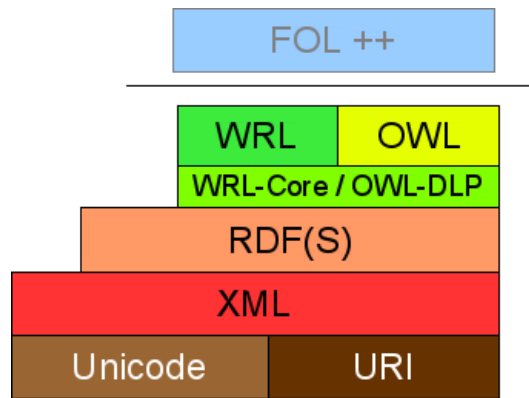 FOL ++
WRL OWL
WRL-Core / OWL-DLP
RDF(S)
XML
Unicode URI